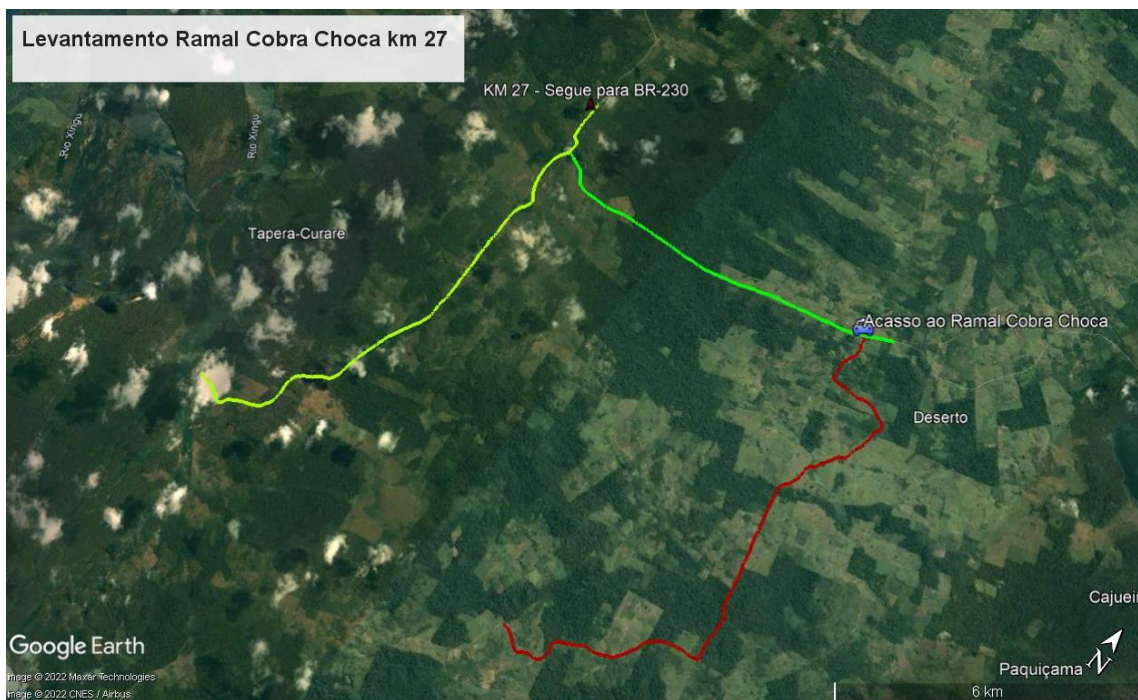 Levantamento Ramal Cobra Choca km 27
KM 27 - Segue para BR-230
Rio Xingu
Rio Xingu
Tapera-Curare
Acasso ao Ramal Cobra Choca
Deserto
Cajuei
Google Earth
Paquiçama
N
Image © 2022 Maxar Technologies
Image © 2022 CNES / Airbus
6 km